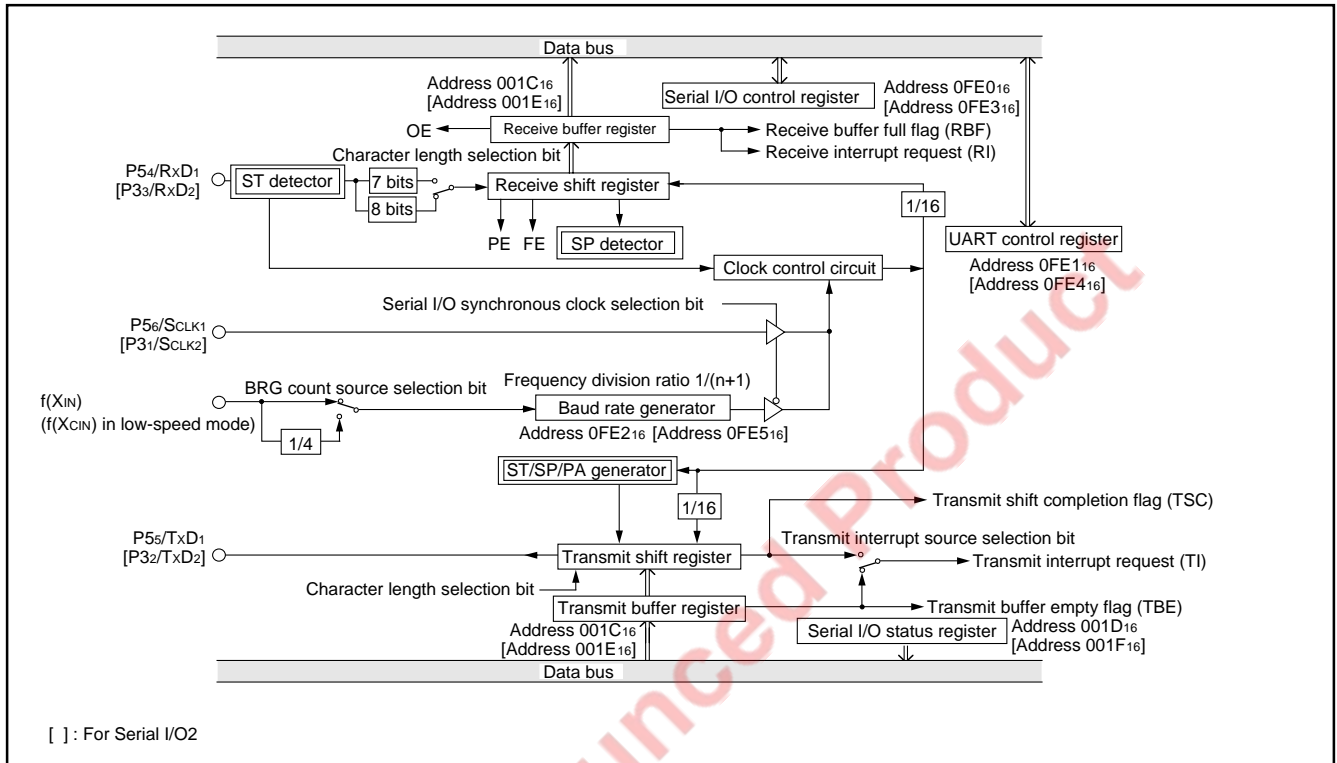 Data bus
Address 001C16
[Address 001E16]
Serial I/O control register
Address 0FE016
[Address 0FE316]
OE
Receive buffer register
Receive buffer full flag (RBF)
Receive interrupt request (RI)
Character length selection bit
P54/RXD1
[P33/RXD2]
ST detector
7 bits
8 bits
Receive shift register
1/16
PE
FE
SP detector
UART control register
Address 0FE116
[Address 0FE416]
Clock control circuit
Serial I/O synchronous clock selection bit
P56/SCLK1
[P31/SCLK2]
BRG count source selection bit
Frequency division ratio 1/(n+1)
f(XIN)
(f(XCIN) in low-speed mode)
1/4
Baud rate generator
Address 0FE216 [Address 0FE516]
ST/SP/PA generator
1/16
Transmit shift completion flag (TSC)
P55/TXD1
[P32/TXD2]
Transmit shift register
Transmit interrupt source selection bit
Transmit interrupt request (TI)
Character length selection bit
Transmit buffer register
Transmit buffer empty flag (TBE)
Address 001C16
[Address 001E16]
Serial I/O status register
Address 001D16
[Address 001F16]
Data bus
[ ] : For Serial I/O2
Product